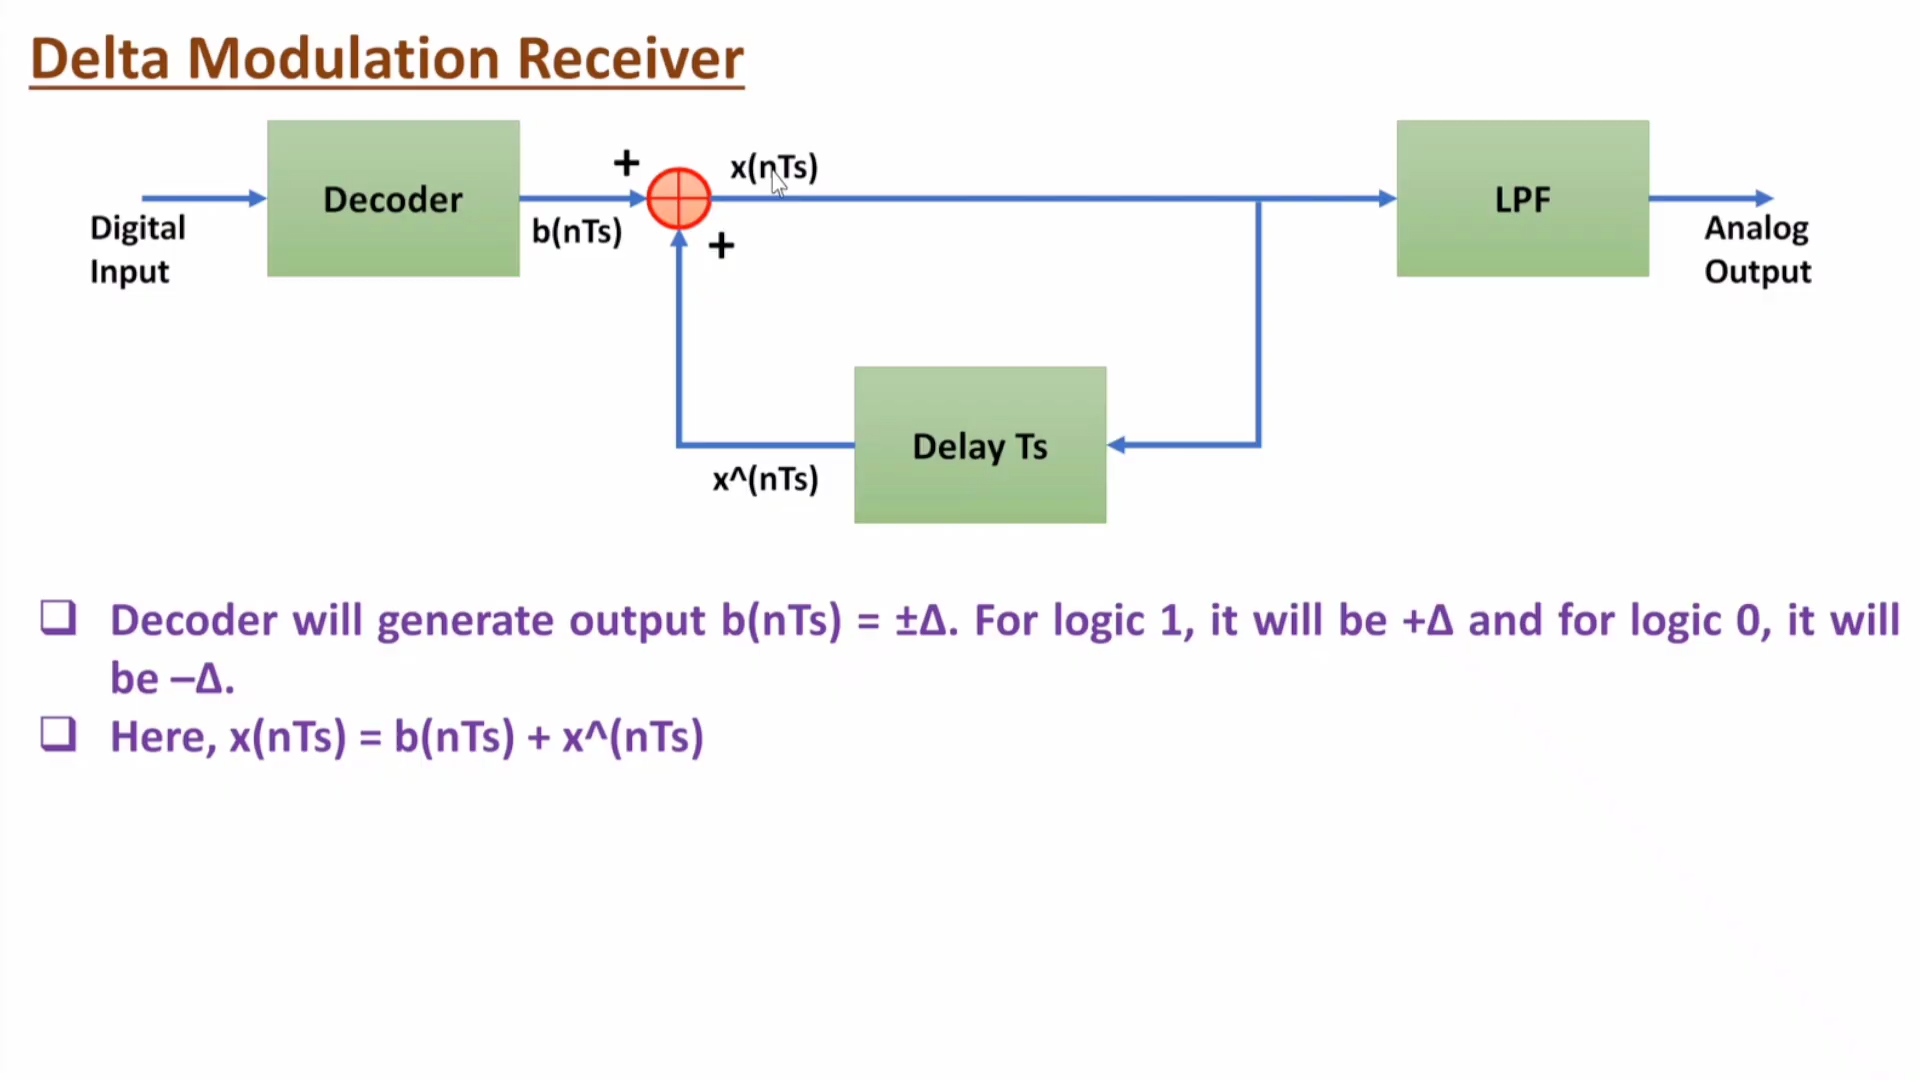 Delta Modulation Receiver
Decoder
+
x(nTs)
LPF
Digital
Input
b(nTs)
+
Analog
Output
Delay Ts
x^(nTs)
❑ Decoder will generate output b(nTs) = ±Δ. For logic 1, it will be +Δ and for logic 0, it will
be –Δ.
❑ Here, x(nTs) = b(nTs) + x^(nTs)